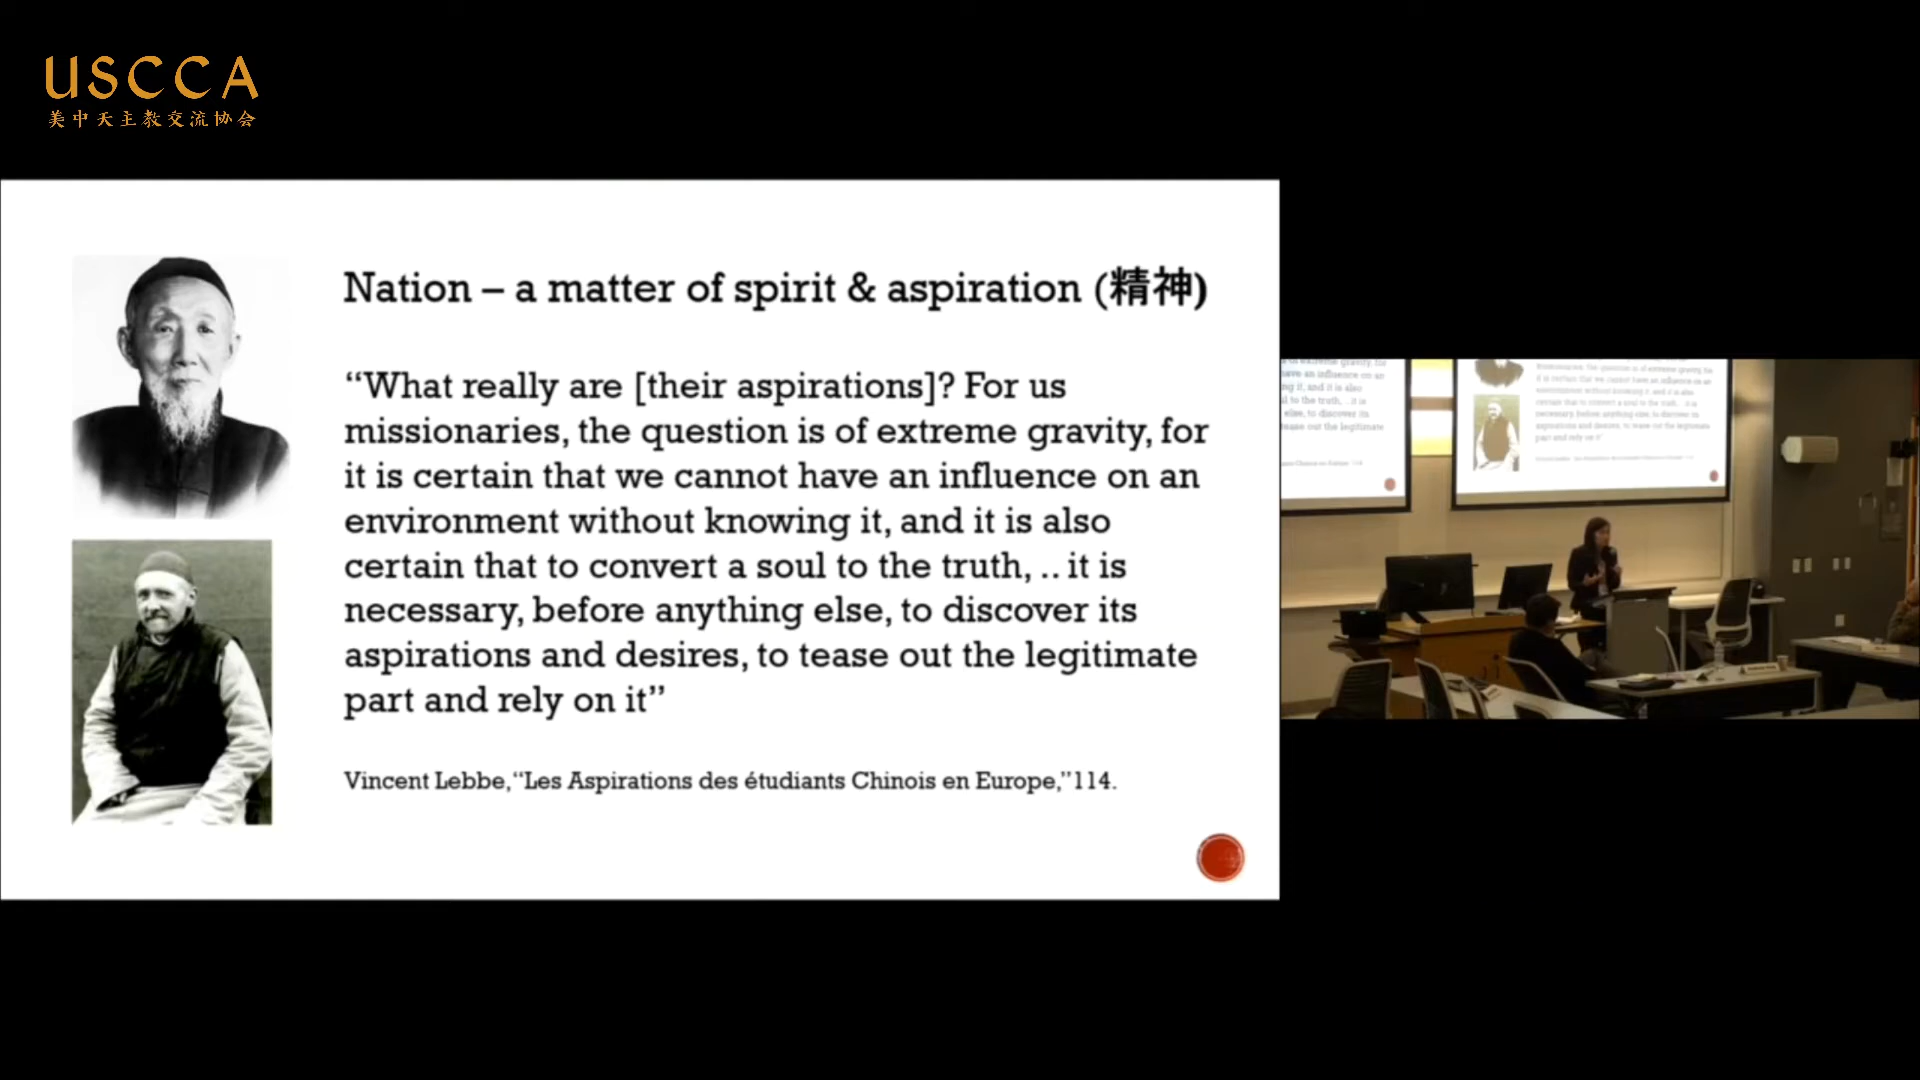 USCCA
美中天主教交流协会
Nation – a matter of spirit & aspiration (精神)
“What really are [their aspirations]? For us
missionaries, the question is of extreme gravity, for
it is certain that we cannot have an influence on an
environment without knowing it, and it is also
certain that to convert a soul to the truth, .. it is
necessary, before anything else, to discover its
aspirations and desires, to tease out the legitimate
part and rely on it”
Vincent Lebbe,“Les Aspirations des étudiants Chinois en Europe,”114.